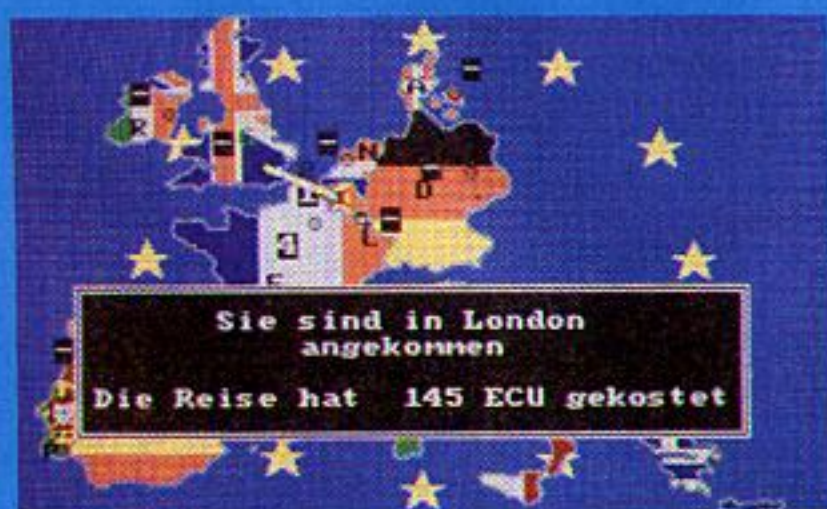 R
N
D
L
Sie sind in London
angekommen
Die Reise hat 145 ECU gekostet